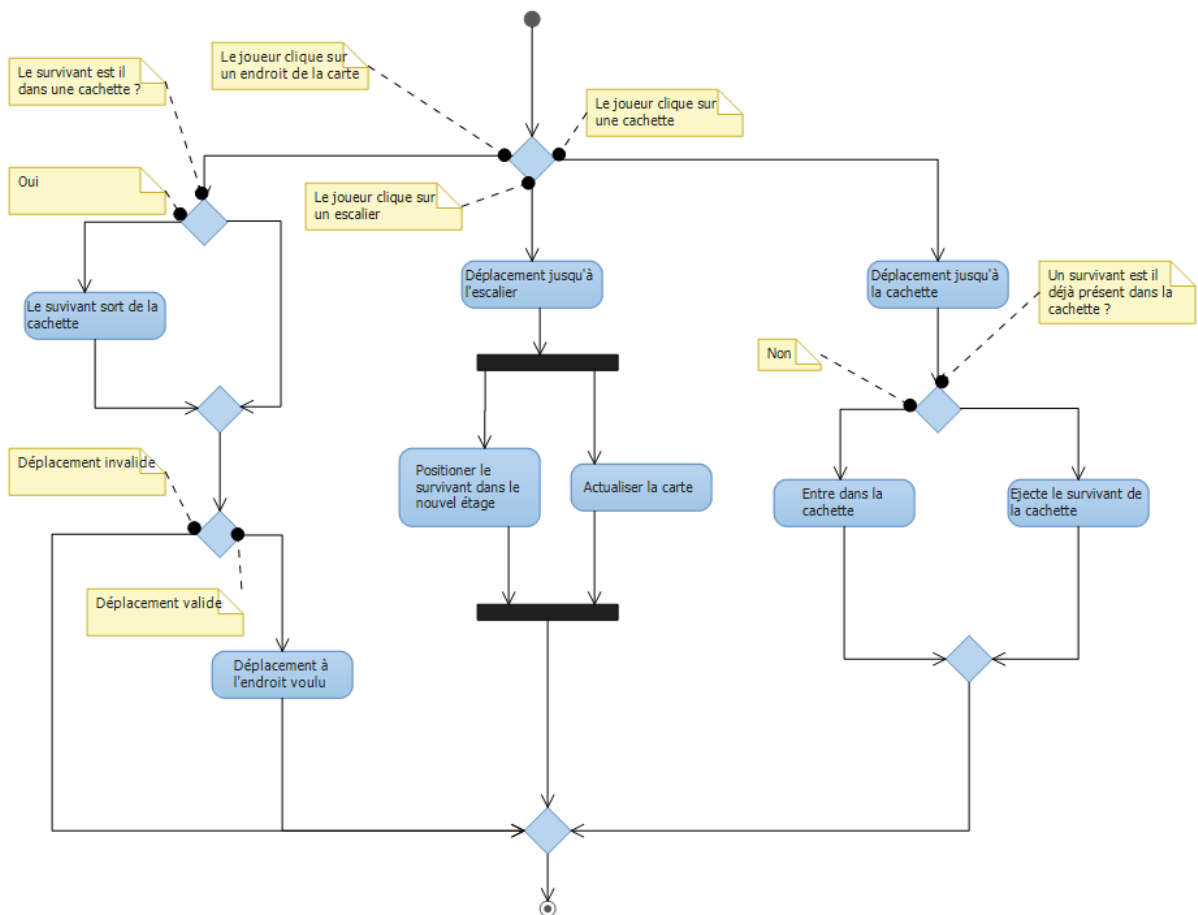 Le joueur clique sur
un endroit de la carte
Le survivant est il
dans une cachette ?
Le joueur clique sur
une cachette
Oui
Le joueur clique sur
un escalier
Déplacement jusqu'à
l'escalier
Déplacement jusqu'à
la cachette
Un survivant est il
déjà présent dans la
cachette ?
Le suvivant sort de la
cachette
Non
Déplacement invalide
Positioner le
survivant dans le
nouvel étage
Actualiser la carte
Entre dans la
cachette
Ejecte le survivant de
la cachette
Déplacement valide
Déplacement à
l'endroit voulu